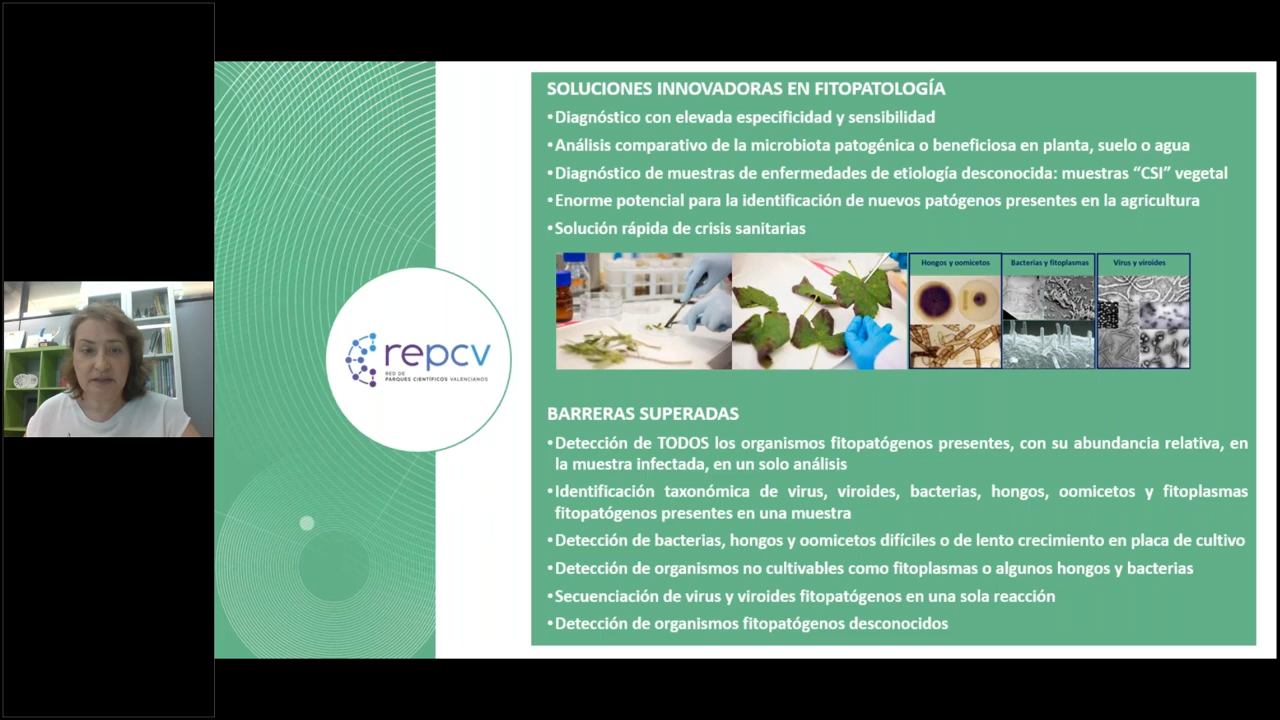 SOLUCIONES INNOVADORAS EN FITOPATOLOGÍA
•Diagnóstico con elevada especificidad y sensibilidad
•Análisis comparativo de la microbiota patogénica o beneficiosa en planta, suelo o agua
•Diagnóstico de muestras de enfermedades de etiología desconocida: muestras “CSI” vegetal
•Enorme potencial para la identificación de nuevos patógenos presentes en la agricultura
•Solución rápida de crisis sanitarias
Hongos y oomicetos
Bacterias y fitoplasmas
Virus y viroides
repcv
RED DE
PARQUES CIENTÍFICOS VALENCIANOS
BARRERAS SUPERADAS
•Detección de TODOS los organismos fitopatógenos presentes, con su abundancia relativa, en
la muestra infectada, en un solo análisis
•Identificación taxonómica de virus, viroides, bacterias, hongos, oomicetos y fitoplasmas
fitopatógenos presentes en una muestra
•Detección de bacterias, hongos y oomicetos difíciles o de lento crecimiento en placa de cultivo
•Detección de organismos no cultivables como fitoplasmas o algunos hongos y bacterias
•Secuenciación de virus y viroides fitopatógenos en una sola reacción
•Detección de organismos fitopatógenos desconocidos